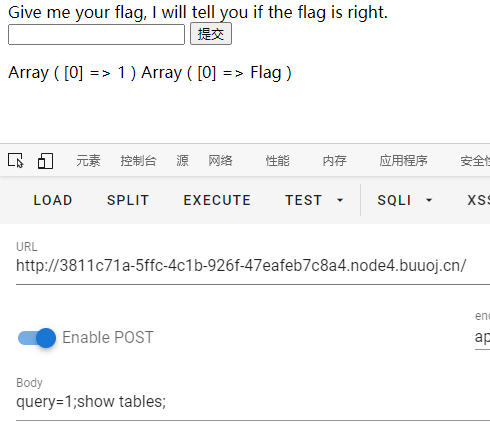 Give me your flag, I will tell you if the flag is right.
提交
Array ( [0] => 1 ) Array ( [0] => Flag )
元素 控制台 源 网络 性能 内存 应用程序 安全性
LOAD SPLIT EXECUTE TEST SQLI XSS
URL
http://3811c71a-5ffc-4c1b-926f-47eafeb7c8a4.node4.buuoj.cn/
Enable POST
Body
query=1;show tables;